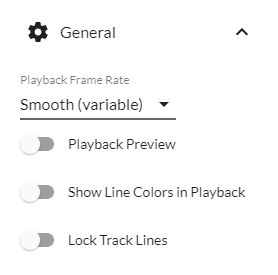 General
Playback Frame Rate
Smooth (variable)
Playback Preview
Show Line Colors in Playback
Lock Track Lines